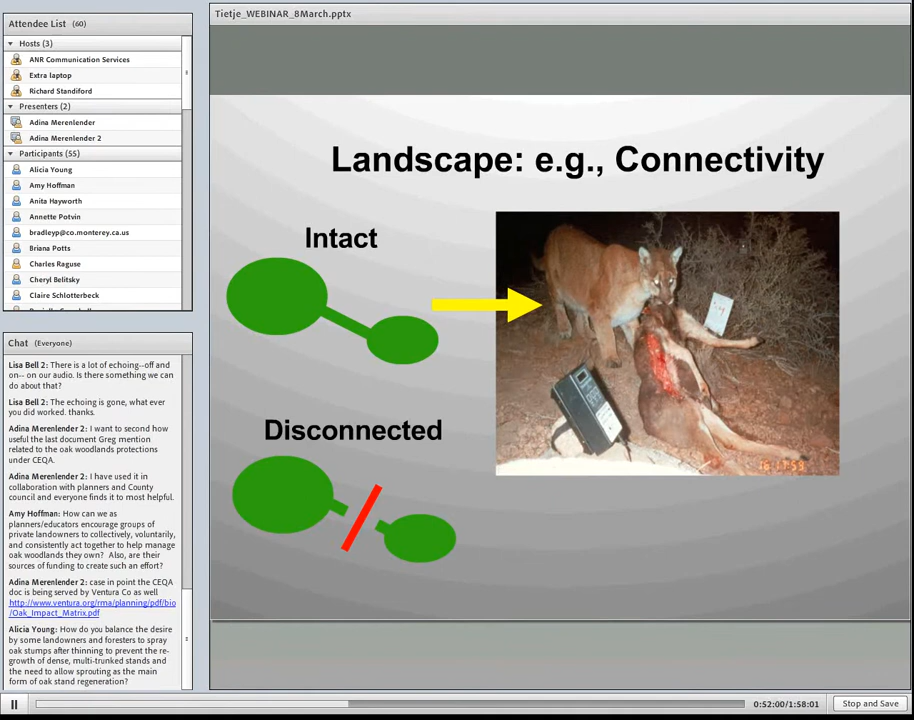 Tietje_WEBINAR_8March.pptx
Attendee List (60)
Hosts (3)
ANR Communication Services
Extra laptop
Richard Standiford
Presenters (2)
Adina Merenlender
Adina Merenlender 2
Participants (55)
Alicia Young
Amy Hoffman
Anita Hayworth
Annette Potvin
bradleyp@co.monterey.ca.us
Briana Potts
Charles Raguse
Cheryl Belitsky
Claire Schlotterbeck
Chat (Everyone)
Lisa Bell 2: There is a lot of echoing--off and
on-- on our audio. Is there something we can
do about that?
Lisa Bell 2: The echoing is gone, what ever
you did worked. thanks.
Adina Merenlender 2: I want to second how
useful the last document Greg mention
related to the oak woodlands protections
under CEQA.
Adina Merenlender 2: I have used it in
collaboration with planners and County
council and everyone finds it to most helpful.
Amy Hoffman: How can we as
planners/educators encourage groups of
private landowners to collectively, voluntarily,
and consistently act together to help manage
oak woodlands they own? Also, are their
sources of funding to create such an effort?
Adina Merenlender 2: case in point the CEQA
doc is being served by Ventura Co as well
http://www.ventura.org/rma/planning/pdf/bio
/Oak_Impact_Matrix.pdf
Alicia Young: How do you balance the desire
by some landowners and foresters to spray
oak stumps after thinning to prevent the re-
growth of dense, multi-trunked stands and
the need to allow sprouting as the main
form of oak stand regeneration?
Landscape: e.g., Connectivity
Intact
Disconnected
0:52:00/1:58:01
Stop and Save